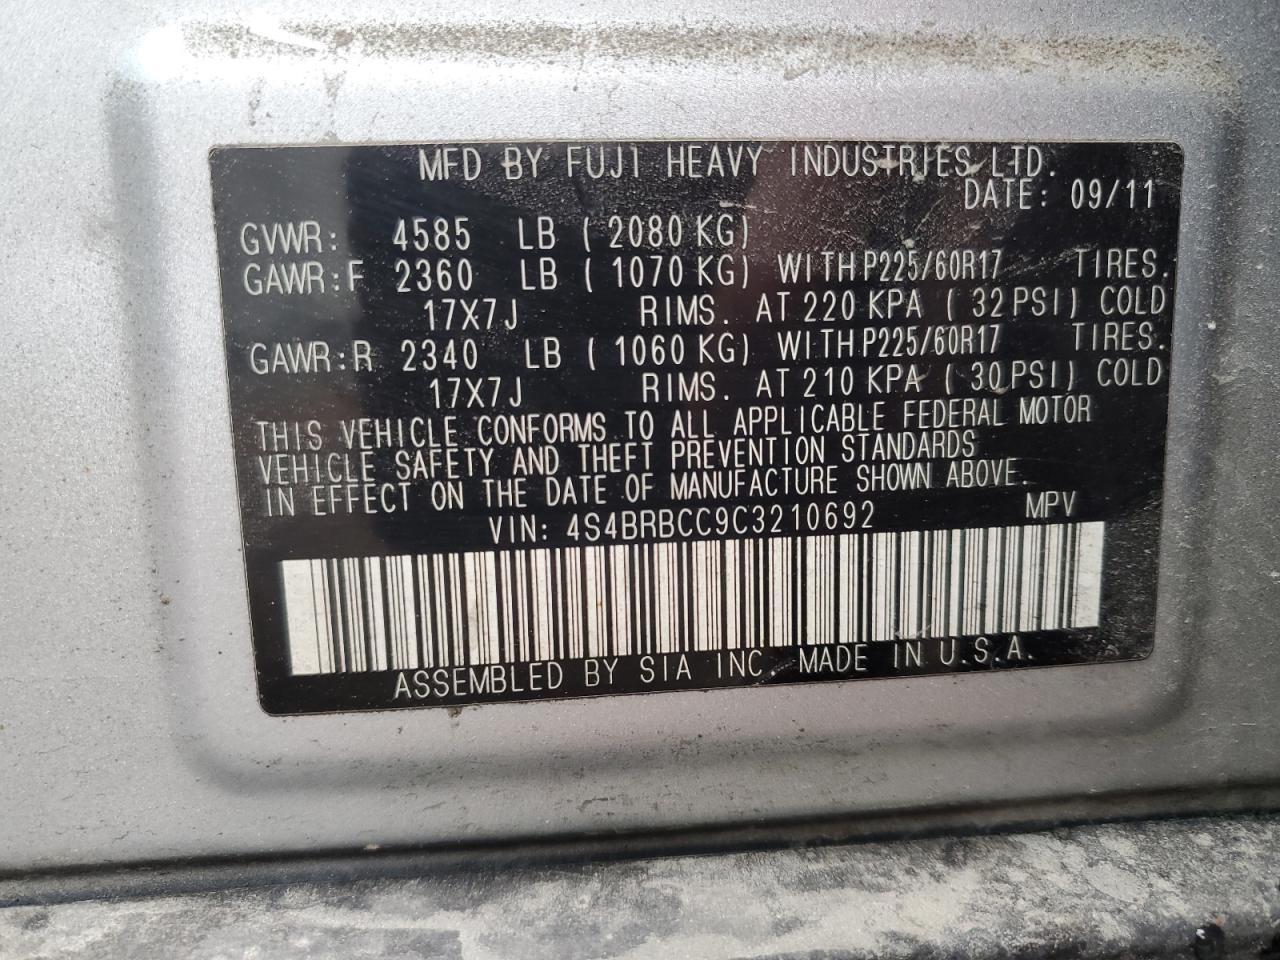 MFD BY FUJI HEAVY INDUSTRIES LTD.
DATE: 09/11
GVWR: 4585 LB ( 2080 KG)
GAWR:F 2360 LB ( 1070 KG) WITH P225/60R17 TIRES.
17X7J RIMS. AT 220 KPA ( 32 PSI) COLD
GAWR:R 2340 LB ( 1060 KG) WITH P225/60R17 TIRES.
17X7J RIMS. AT 210 KPA ( 30 PSI) COLD
THIS VEHICLE CONFORMS TO ALL APPLICABLE FEDERAL MOTOR
VEHICLE SAFETY AND THEFT PREVENTION STANDARDS
IN EFFECT ON THE DATE OF MANUFACTURE SHOWN ABOVE.
VIN: 4S4BRBCC9C3210692 MPV
ASSEMBLED BY SIA INC. MADE IN U.S.A.